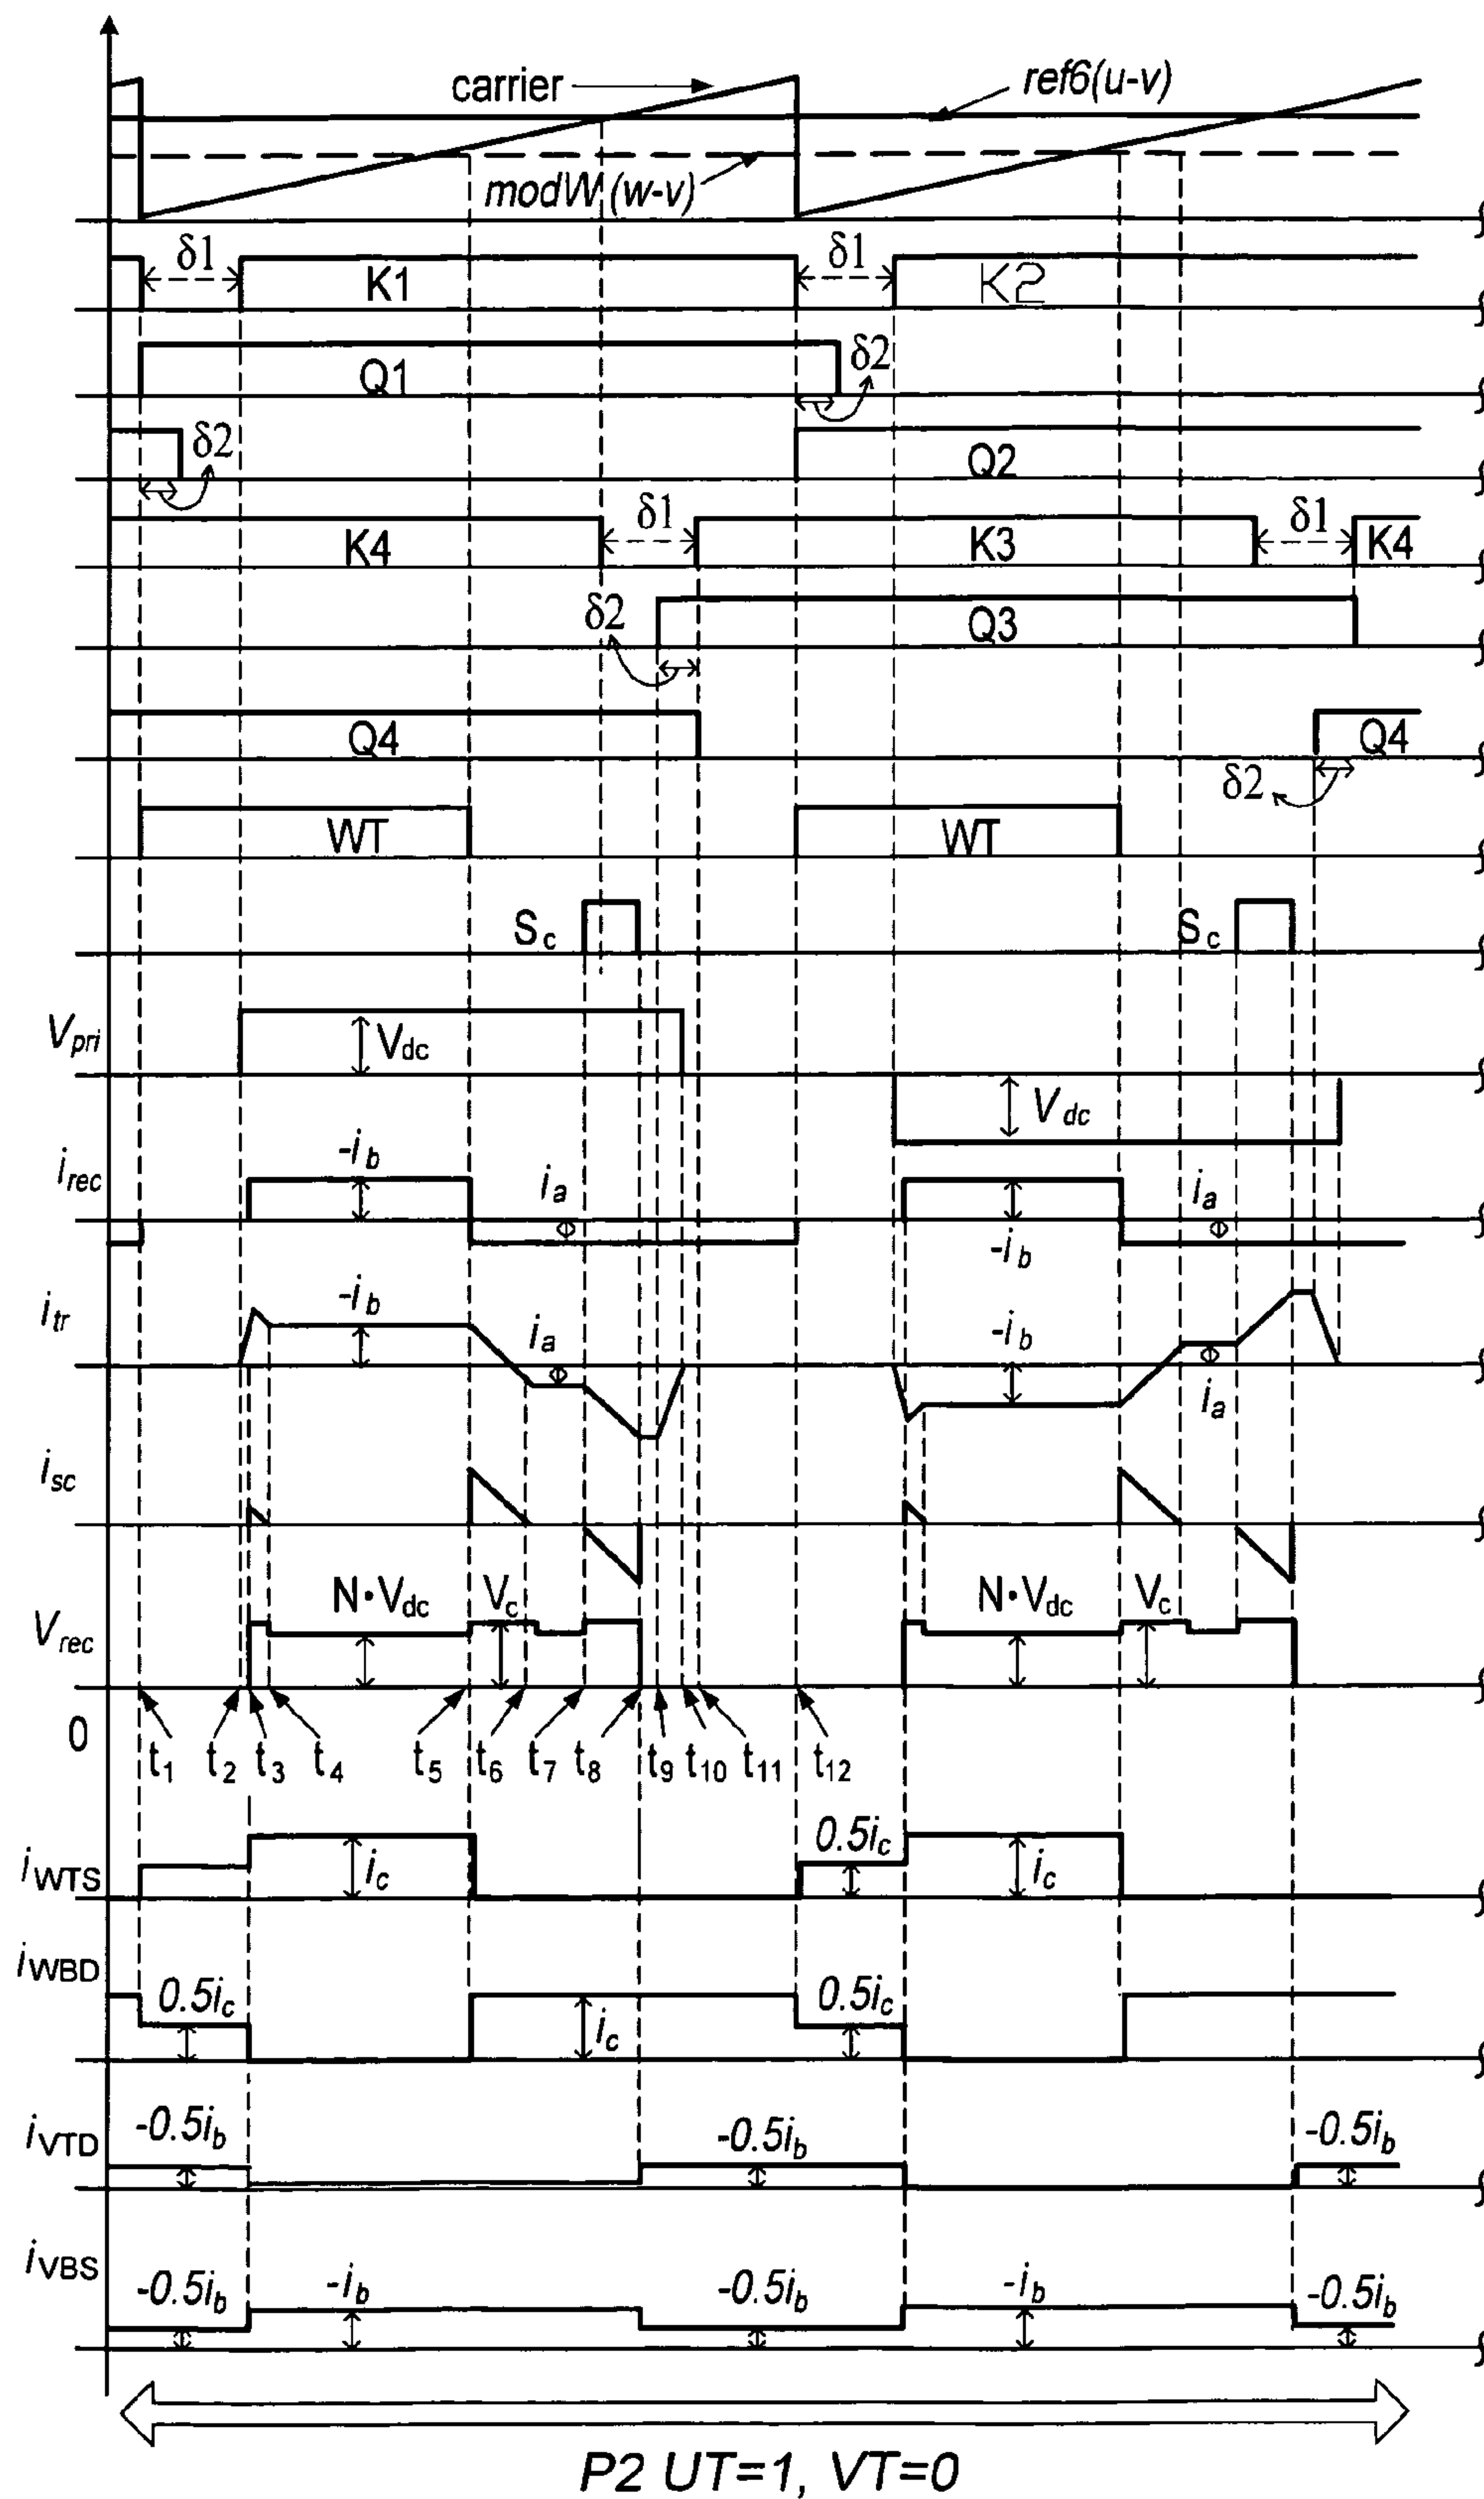 carrier
ref6(u-v)
modW(w-v)
δ1
K1
δ1
K2
Q1
δ2
δ2
Q2
K4
δ1
K3
δ1
K4
δ2
Q3
Q4
Q4
δ2
WT
WT
Sc
Sc
Vpri
Vdc
Vdc
irec
-ib
ia
-ib
ia
itr
-ib
ia
-ib
ia
isc
Vrec
N•Vdc
Vc
N•Vdc
Vc
0
t1 t2 t3 t4 t5 t6 t7 t8 t9 t10 t11 t12
iWTS
ic
0.5ic
ic
iWBD
0.5ic
ic
0.5ic
iVTD
-0.5ib
-0.5ib
-0.5ib
iVBS
-0.5ib
-ib
-0.5ib
-ib
-0.5ib
P2 UT=1, VT=0